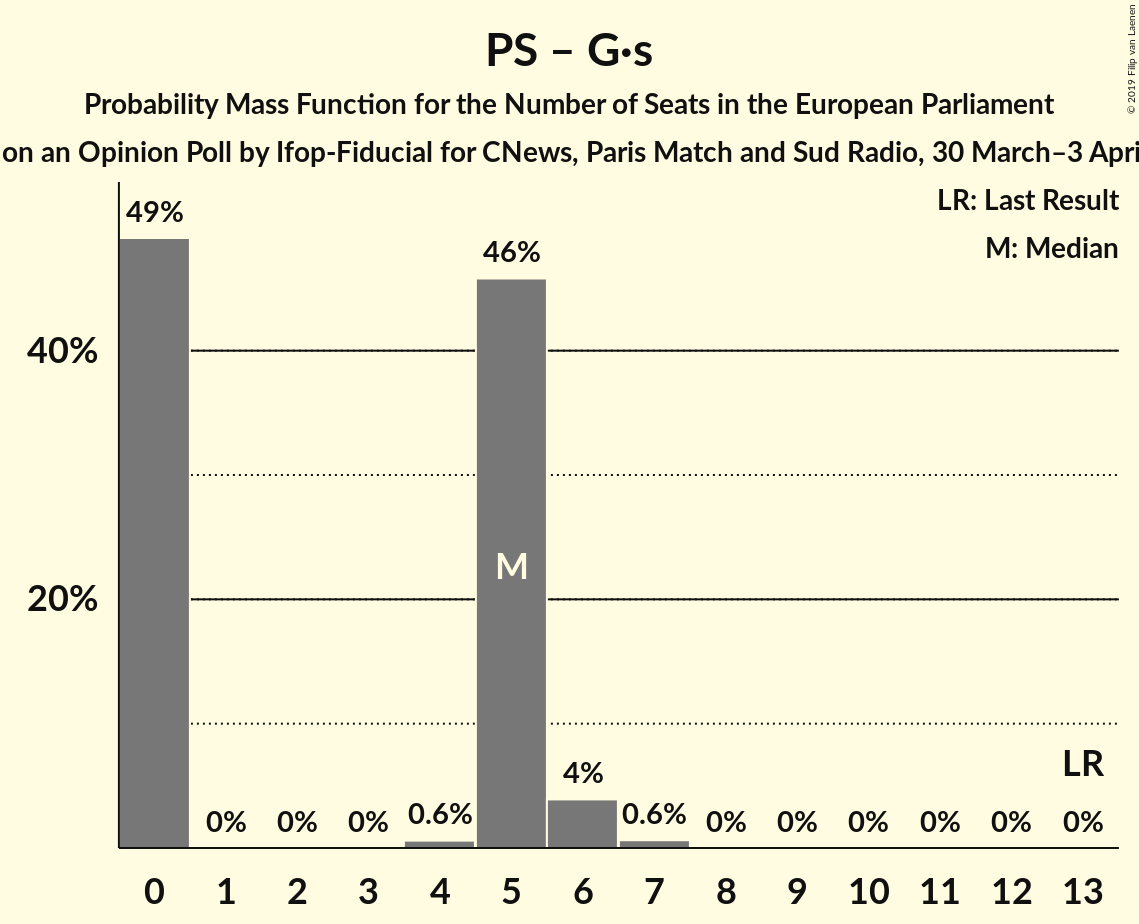 PS – G·s
Probability Mass Function for the Number of Seats in the European Parliament
on an Opinion Poll by Ifop-Fiducial for CNews, Paris Match and Sud Radio, 30 March–3 Apri
© 2019 Filip van Laenen
LR: Last Result
M: Median
49%
46%
40%
M
20%
LR
4%
0% 0% 0% 0.6% 0.6% 0% 0% 0% 0% 0% 0%
0 1 2 3 4 5 6 7 8 9 10 11 12 13